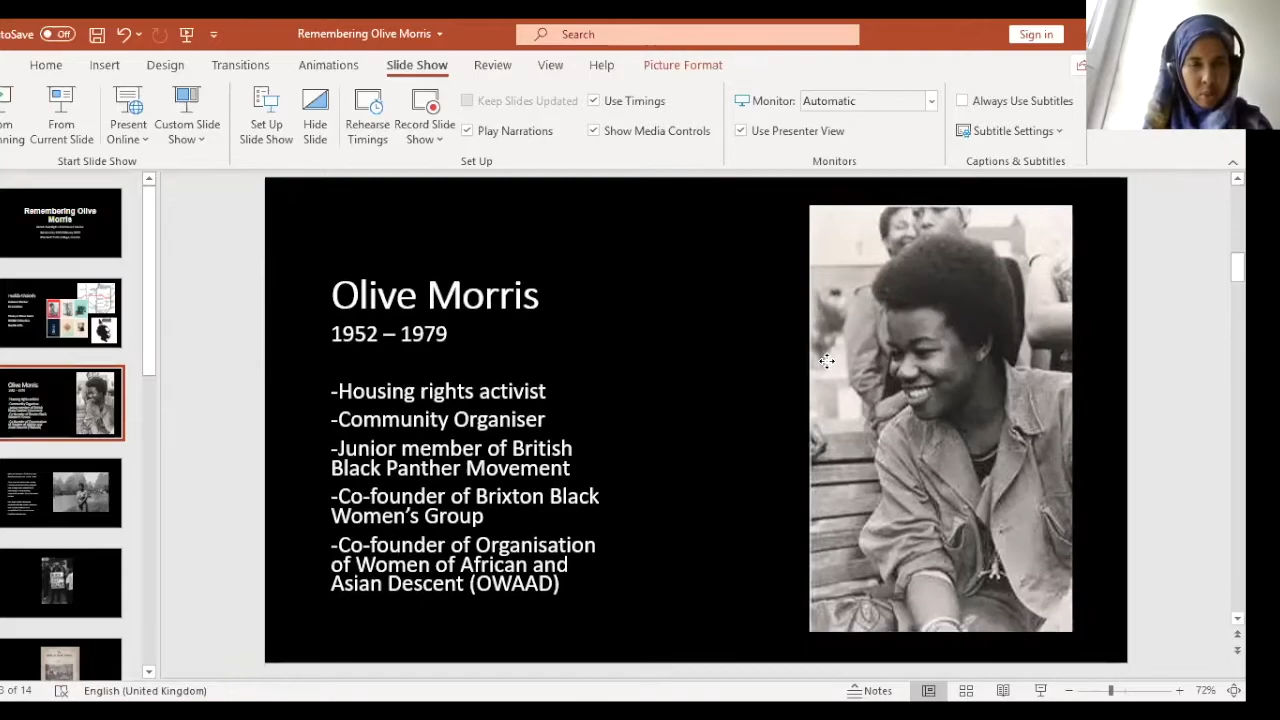 toSave Off
Remembering Olive Morris
Search
Sign in
Home
Insert
Design
Transitions
Animations
Slide Show
Review
View
Help
Picture Format
From
Current Slide
Present
Online
Custom Slide
Show
Set Up
Slide Show
Hide
Slide
Rehearse
Timings
Record Slide
Show
Keep Slides Updated
Play Narrations
Use Timings
Show Media Controls
Monitor: Automatic
Use Presenter View
Always Use Subtitles
Subtitle Settings
Start Slide Show
Set Up
Monitors
Captions & Subtitles
Remembering Olive
Morris
Olive Morris
1952 – 1979
-Housing rights activist
-Community Organiser
-Junior member of British
Black Panther Movement
-Co-founder of Brixton Black
Women's Group
-Co-founder of Organisation
of Women of African and
Asian Descent (OWAAD)
3 of 14
English (United Kingdom)
Notes
72%